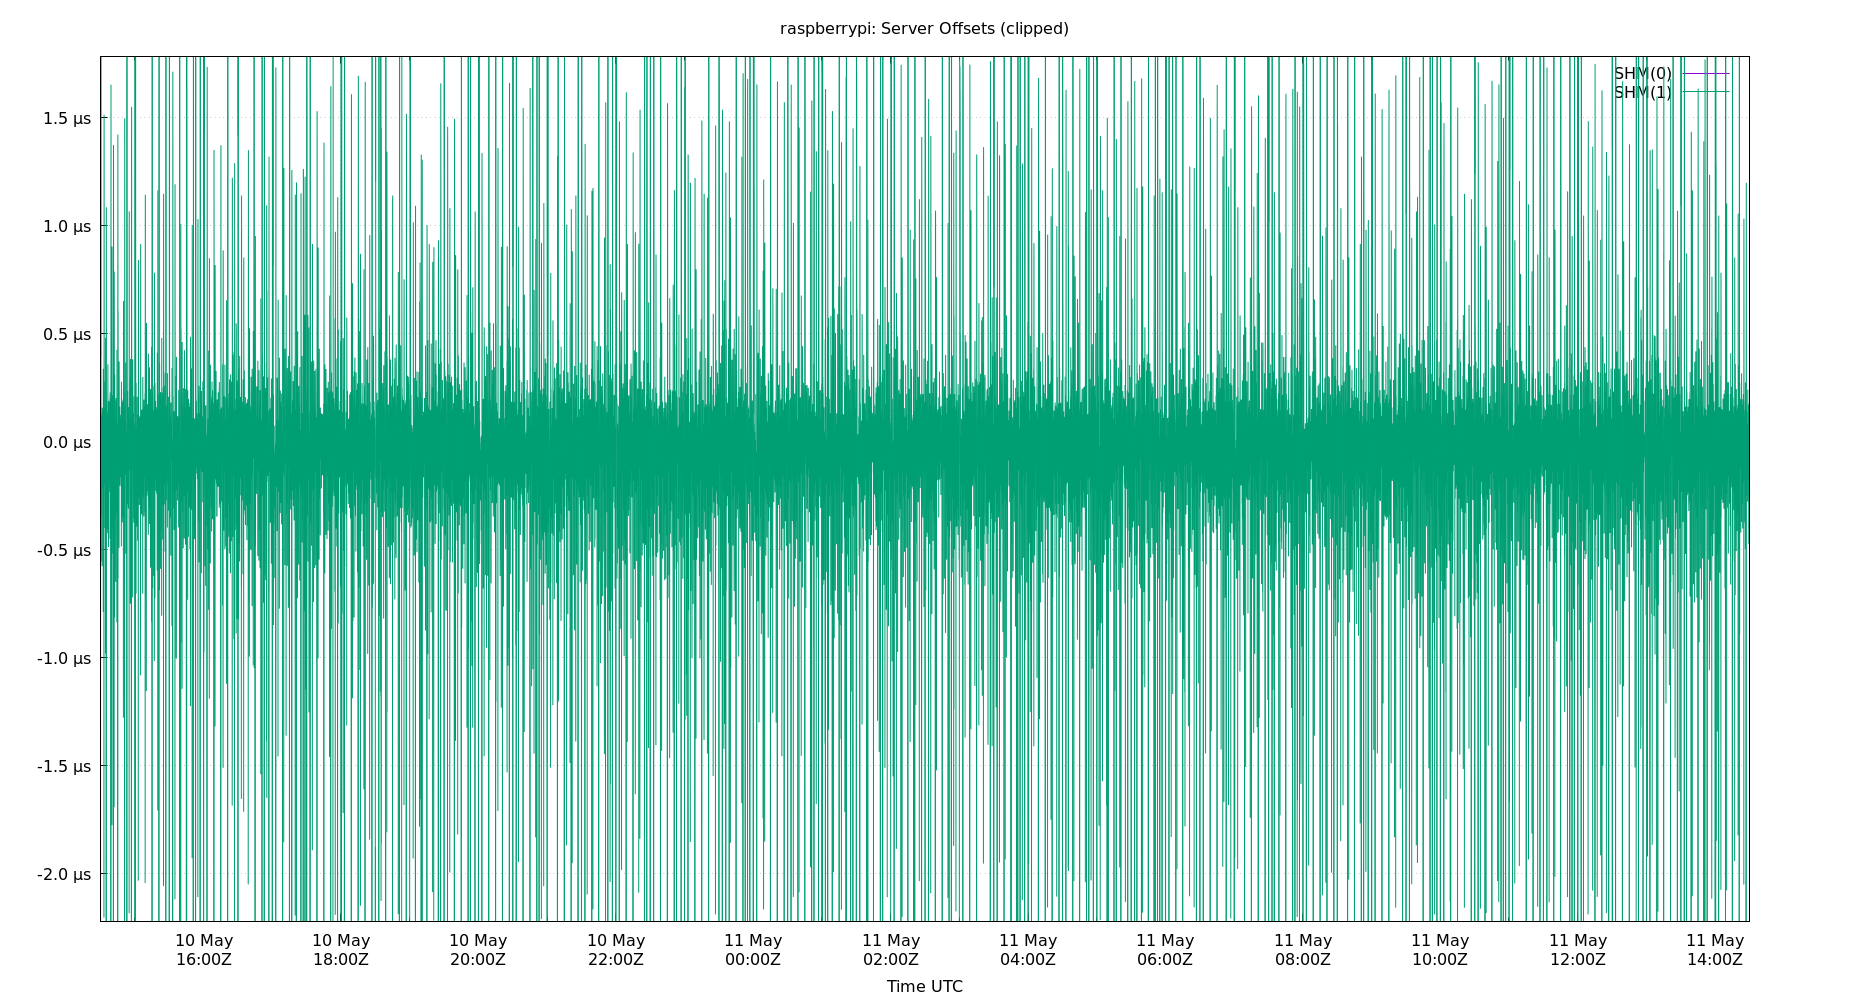 raspberrypi: Server Offsets (clipped)
SHM(0)
SHM(1)
1.5 µs
1.0 µs
0.5 µs
0.0 µs
-0.5 µs
-1.0 µs
-1.5 µs
-2.0 µs
10 May 10 May 10 May 10 May 11 May 11 May 11 May 11 May 11 May 11 May 11 May 11 May
16:00Z 18:00Z 20:00Z 22:00Z 00:00Z 02:00Z 04:00Z 06:00Z 08:00Z 10:00Z 12:00Z 14:00Z
Time UTC